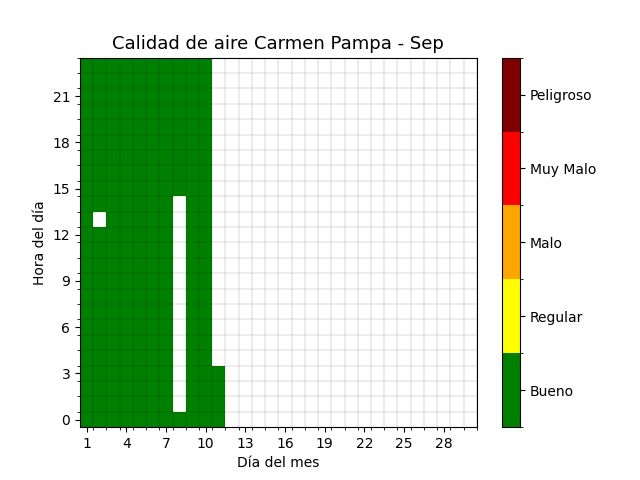 Calidad de aire Carmen Pampa - Sep
Hora del día
21
18
15
12
9
6
3
0
1 4 7 10 13 16 19 22 25 28
Día del mes
Peligroso
Muy Malo
Malo
Regular
Bueno